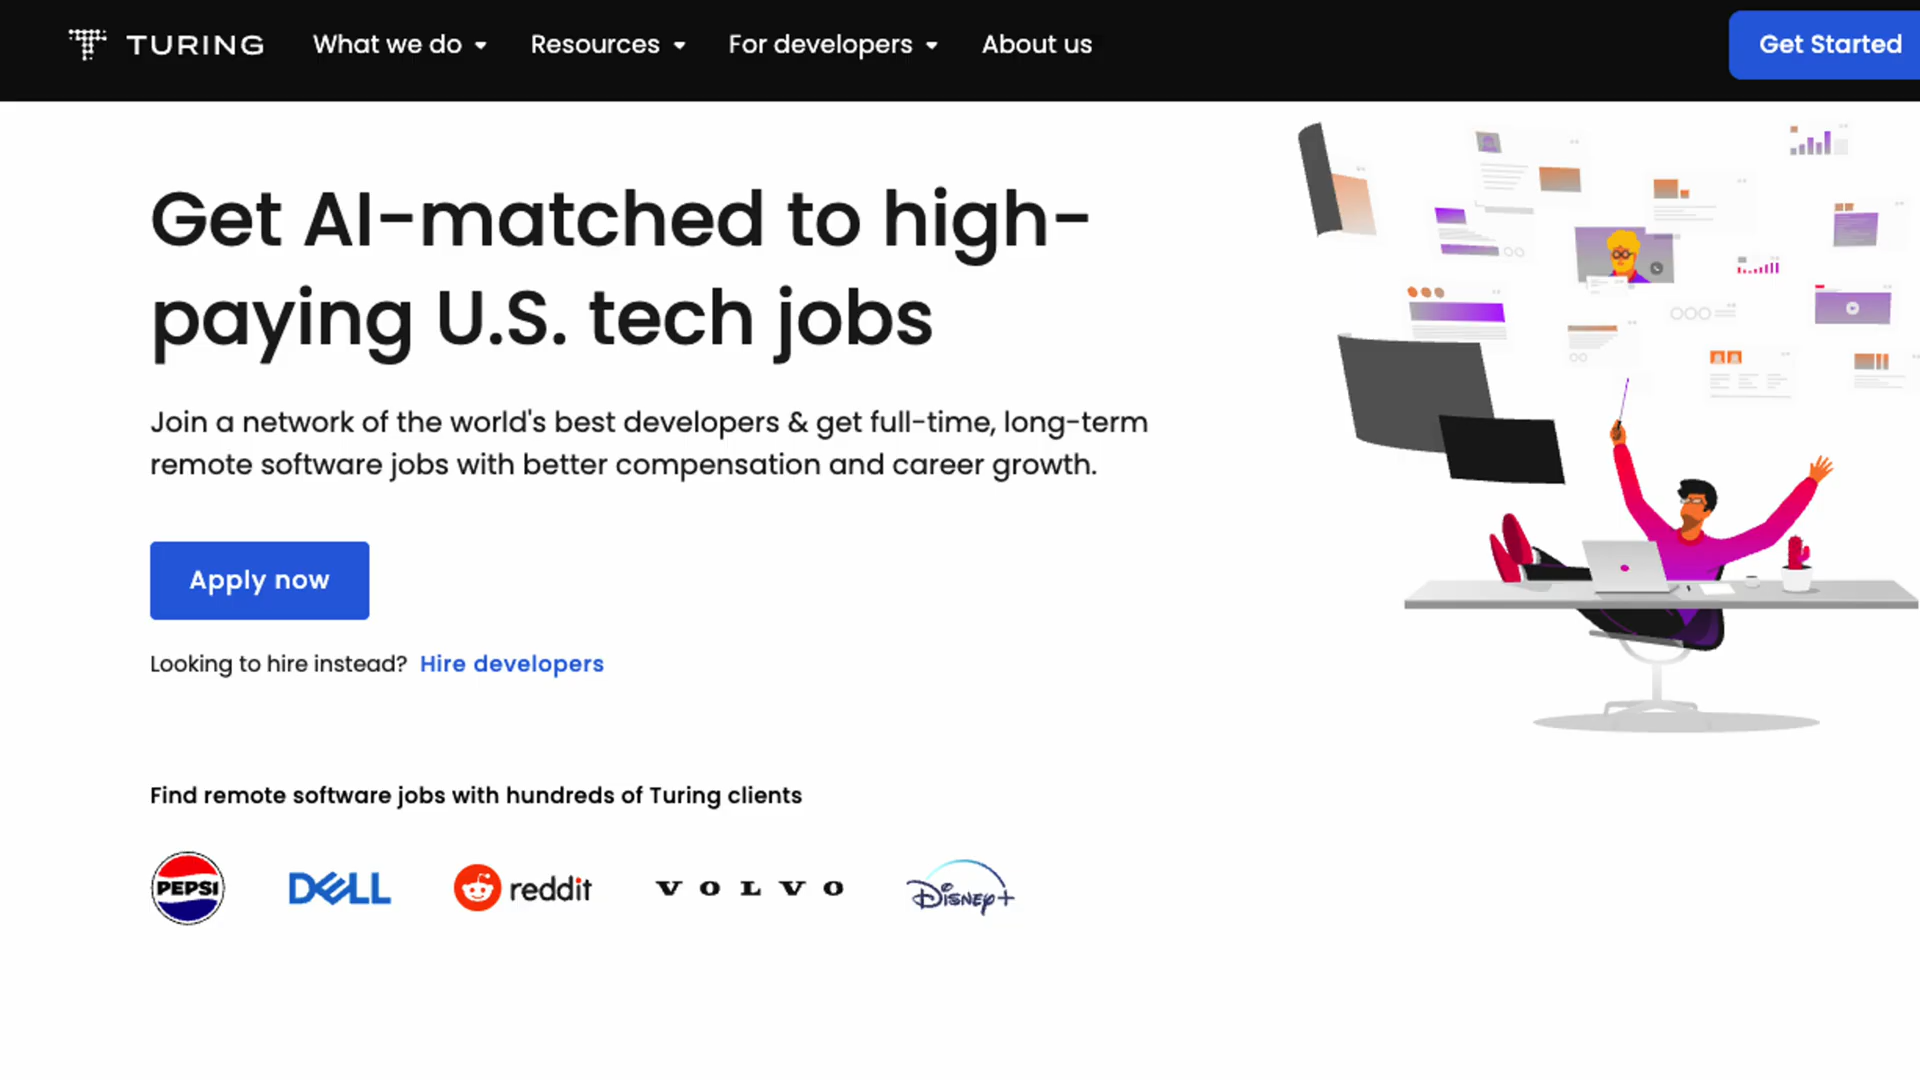 TURING What we do Resources For developers About us Get Started
Get AI-matched to high-
paying U.S. tech jobs
Join a network of the world's best developers & get full-time, long-term
remote software jobs with better compensation and career growth.
Apply now
Looking to hire instead? Hire developers
Find remote software jobs with hundreds of Turing clients
PEPSI DELL reddit VOLVO Disney+